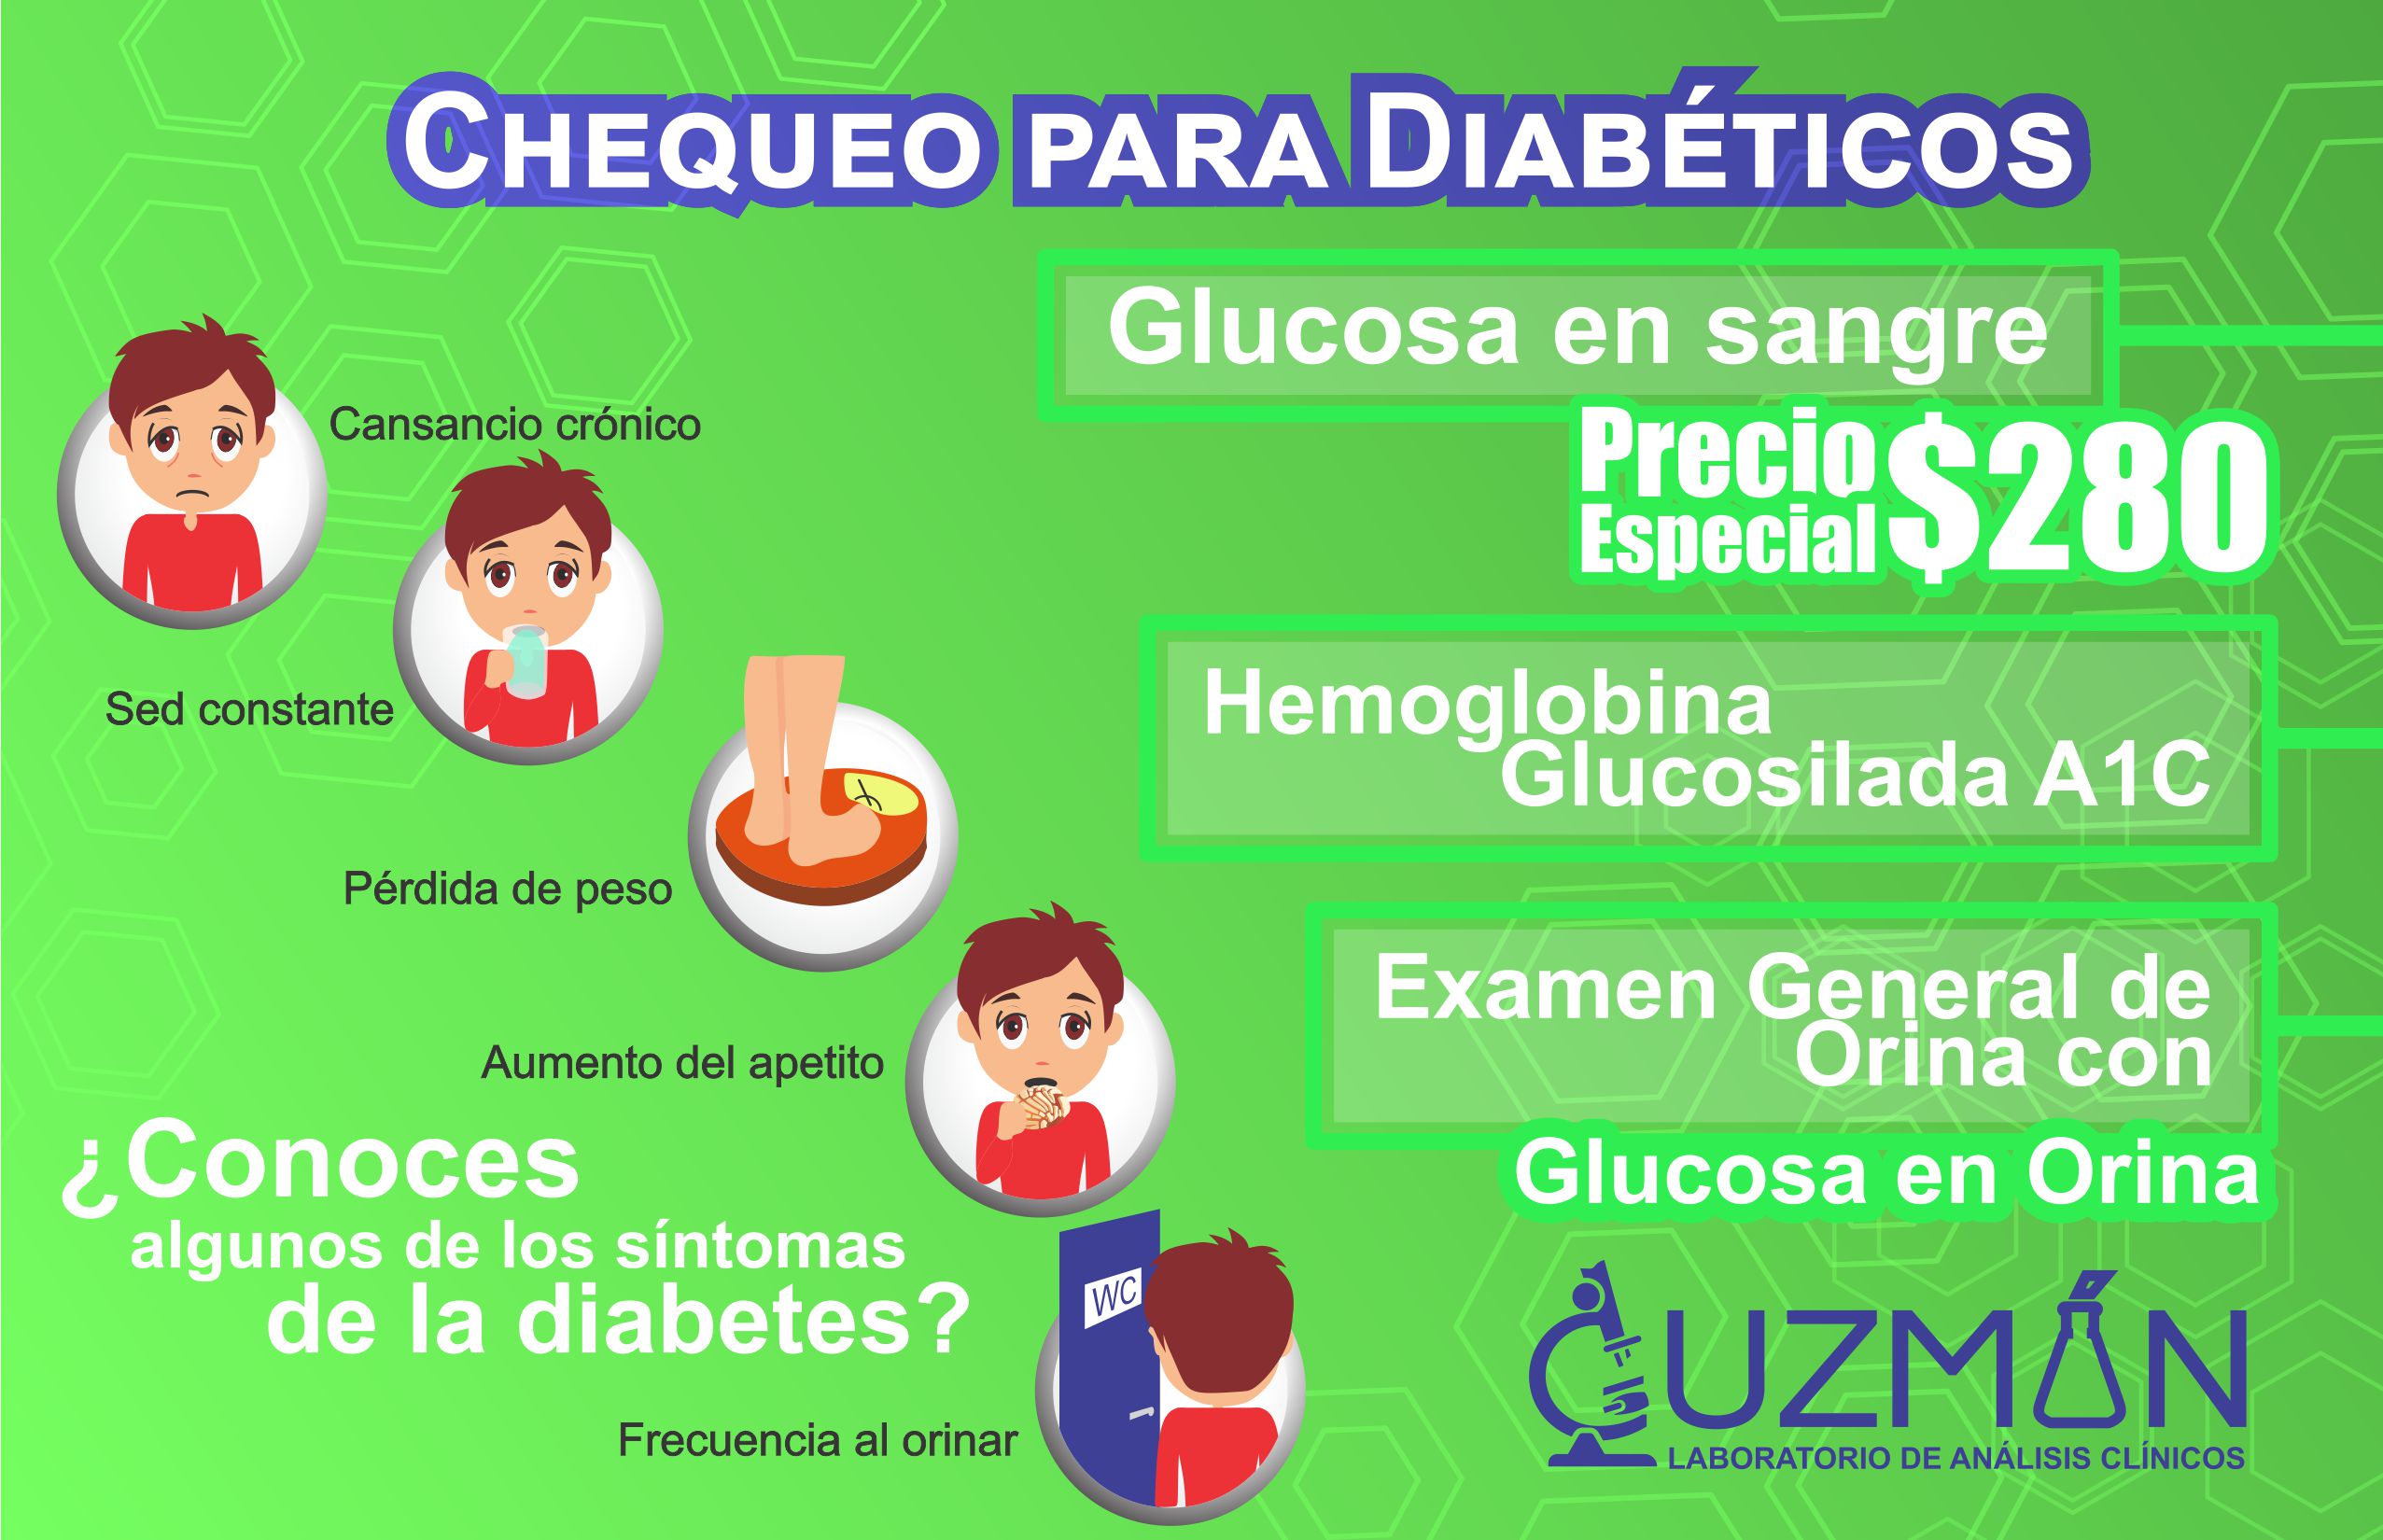 Chequeo para Diabéticos
Glucosa en sangre
Precio
Especial $280
Hemoglobina
Glucosilada A1C
Examen General de
Orina con
Glucosa en Orina
Cansancio crónico
Sed constante
Pérdida de peso
Aumento del apetito
¿Conoces
algunos de los síntomas
de la diabetes?
WC
Frecuencia al orinar
GUZMÁN
LABORATORIO DE ANÁLISIS CLÍNICOS